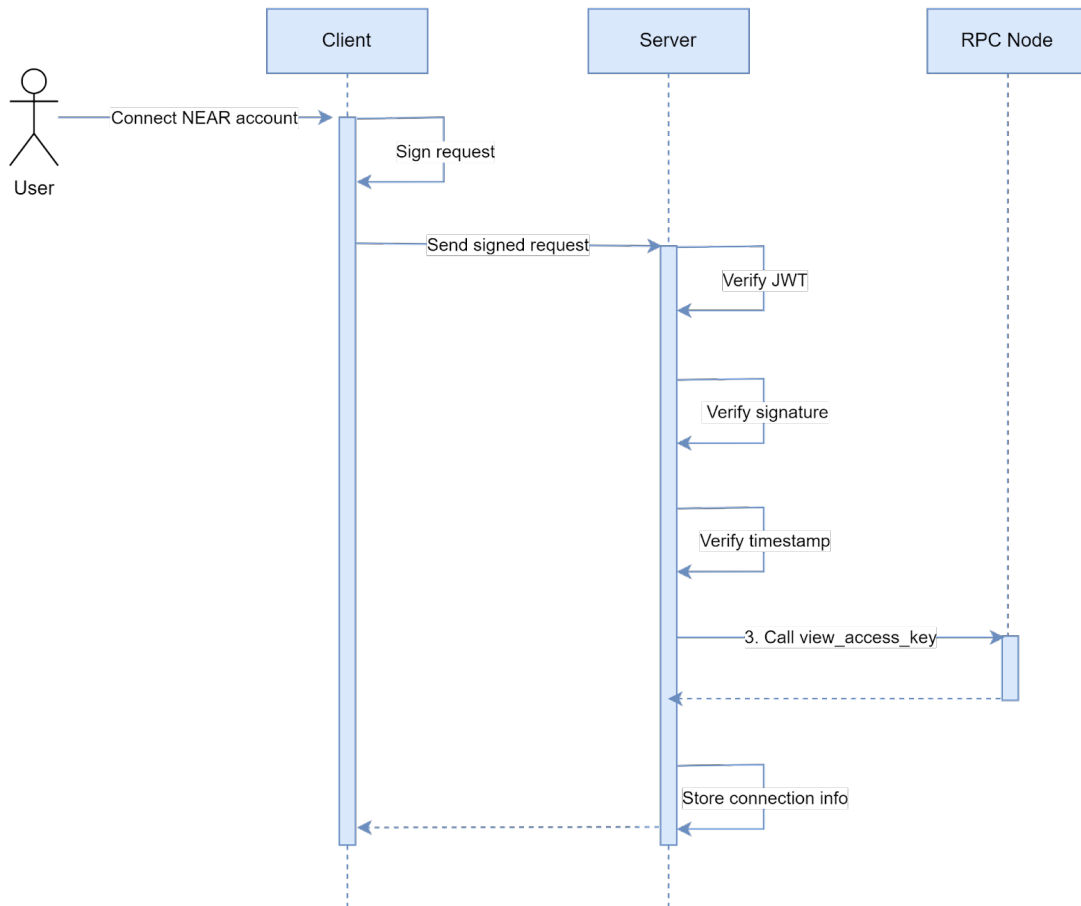 Client
Server
RPC Node
Connect NEAR account
Sign request
User
Send signed request
Verify JWT
Verify signature
Verify timestamp
3. Call view_access_key
Store connection info